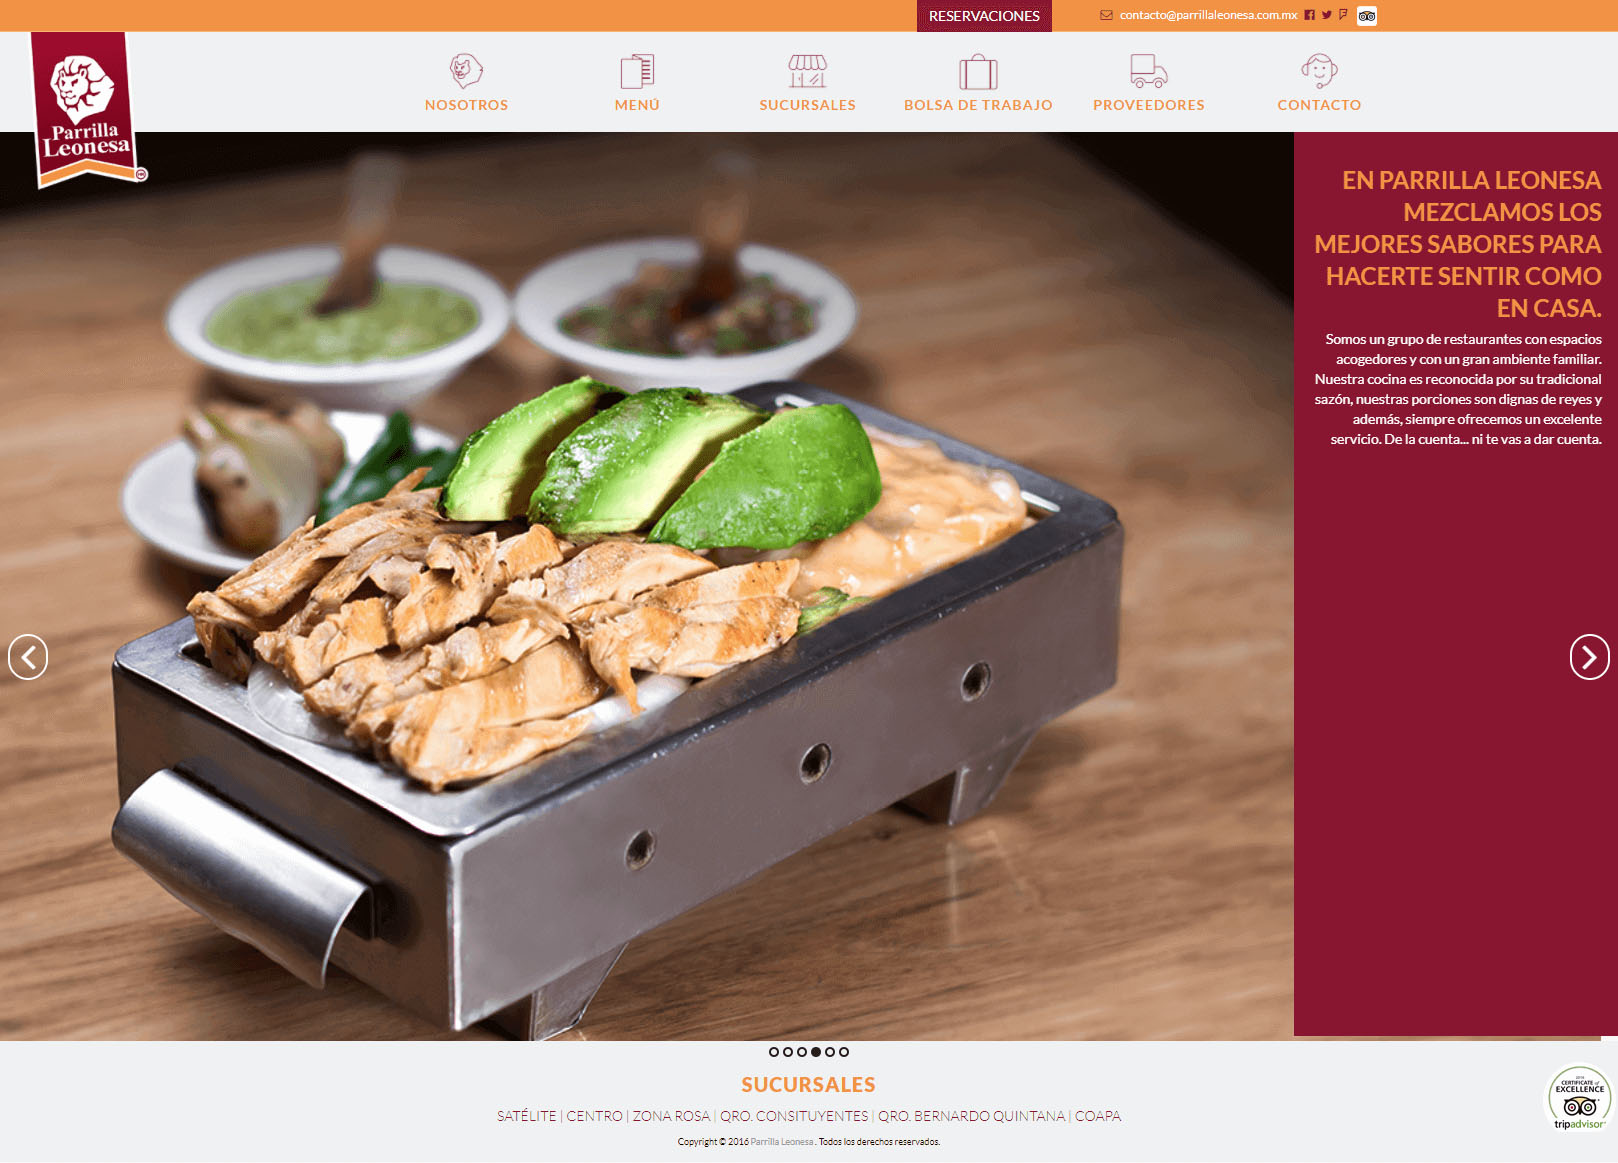 RESERVACIONES
contacto@parrillaleonesa.com.mx
Parrilla
Leonesa
NOSOTROS
MENÚ
SUCURSALES
BOLSA DE TRABAJO
PROVEEDORES
CONTACTO
EN PARRILLA LEONESA
MEZCLAMOS LOS
MEJORES SABORES PARA
HACERTE SENTIR COMO
EN CASA.
Somos un grupo de restaurantes con espacios
acogedores y con un gran ambiente familiar.
Nuestra cocina es reconocida por su tradicional
sazón, nuestras porciones son dignas de reyes y
además, siempre ofrecemos un excelente
servicio. De la cuenta... ni te vas a dar cuenta.
SUCURSALES
SATÉLITE | CENTRO | ZONA ROSA | QRO. CONSITUYENTES | QRO. BERNARDO QUINTANA | COAPA
Copyright © 2016 Parrilla Leonesa . Todos los derechos reservados.
CERTIFICATE of
EXCELLENCE
tripadvisor